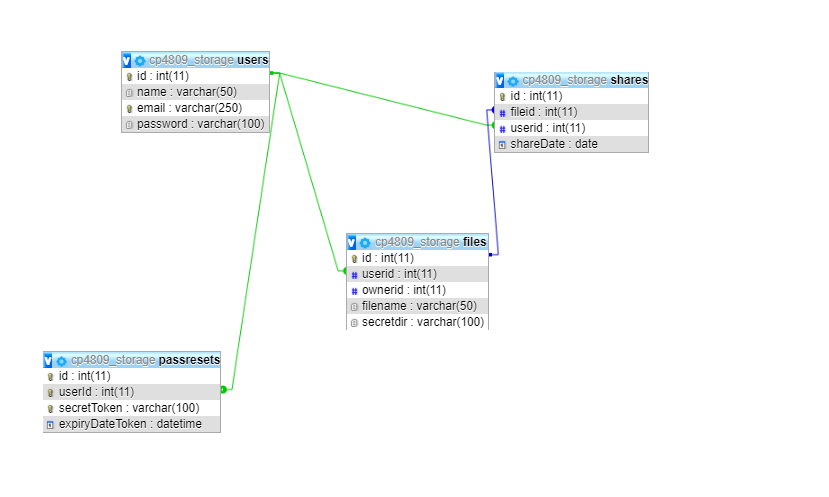 cp4809_storage users
id : int(11)
name : varchar(50)
email : varchar(250)
password : varchar(100)
cp4809_storage shares
id : int(11)
fileid : int(11)
userid : int(11)
shareDate : date
cp4809_storage files
id : int(11)
userid : int(11)
ownerid : int(11)
filename : varchar(50)
secretdir : varchar(100)
cp4809_storage passresets
id : int(11)
userId : int(11)
secretToken : varchar(100)
expiryDateToken : datetime